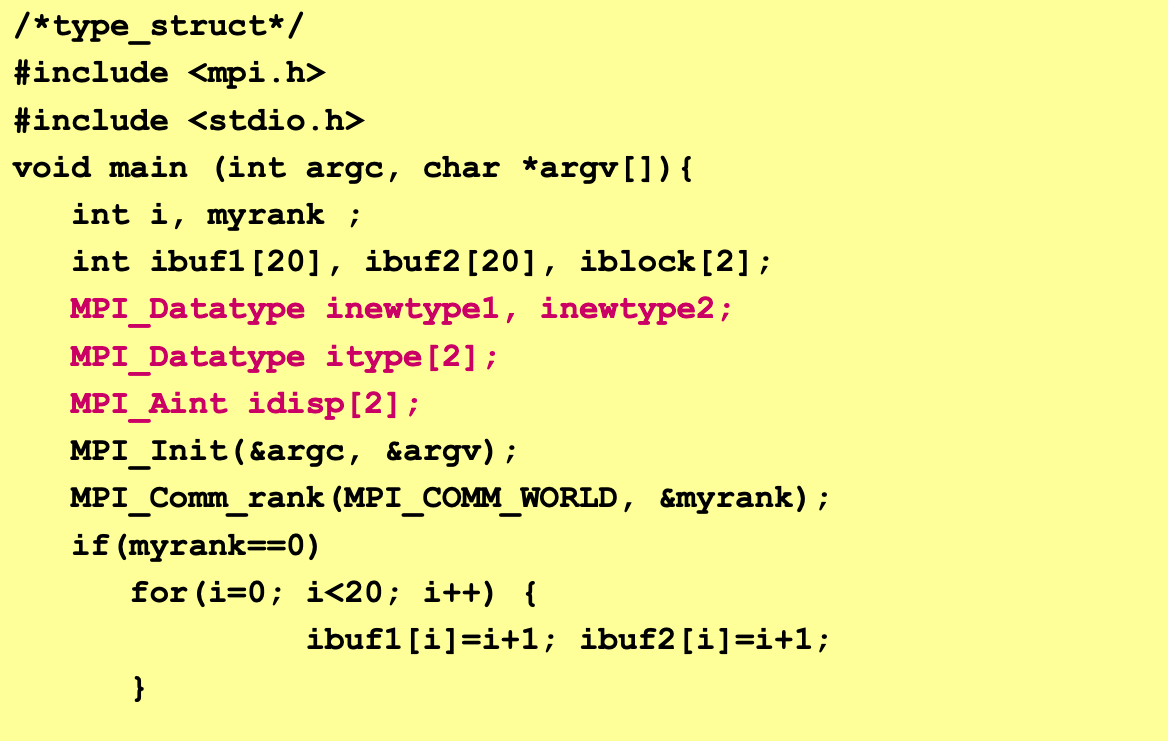 /*type_struct*/
#include <mpi.h>
#include <stdio.h>
void main (int argc, char *argv[]){
   int i, myrank ;
   int ibuf1[20], ibuf2[20], iblock[2];
   MPI_Datatype inewtype1, inewtype2;
   MPI_Datatype itype[2];
   MPI_Aint idisp[2];
   MPI_Init(&argc, &argv);
   MPI_Comm_rank(MPI_COMM_WORLD, &myrank);
   if(myrank==0)
      for(i=0; i<20; i++) {
               ibuf1[i]=i+1; ibuf2[i]=i+1;
      }